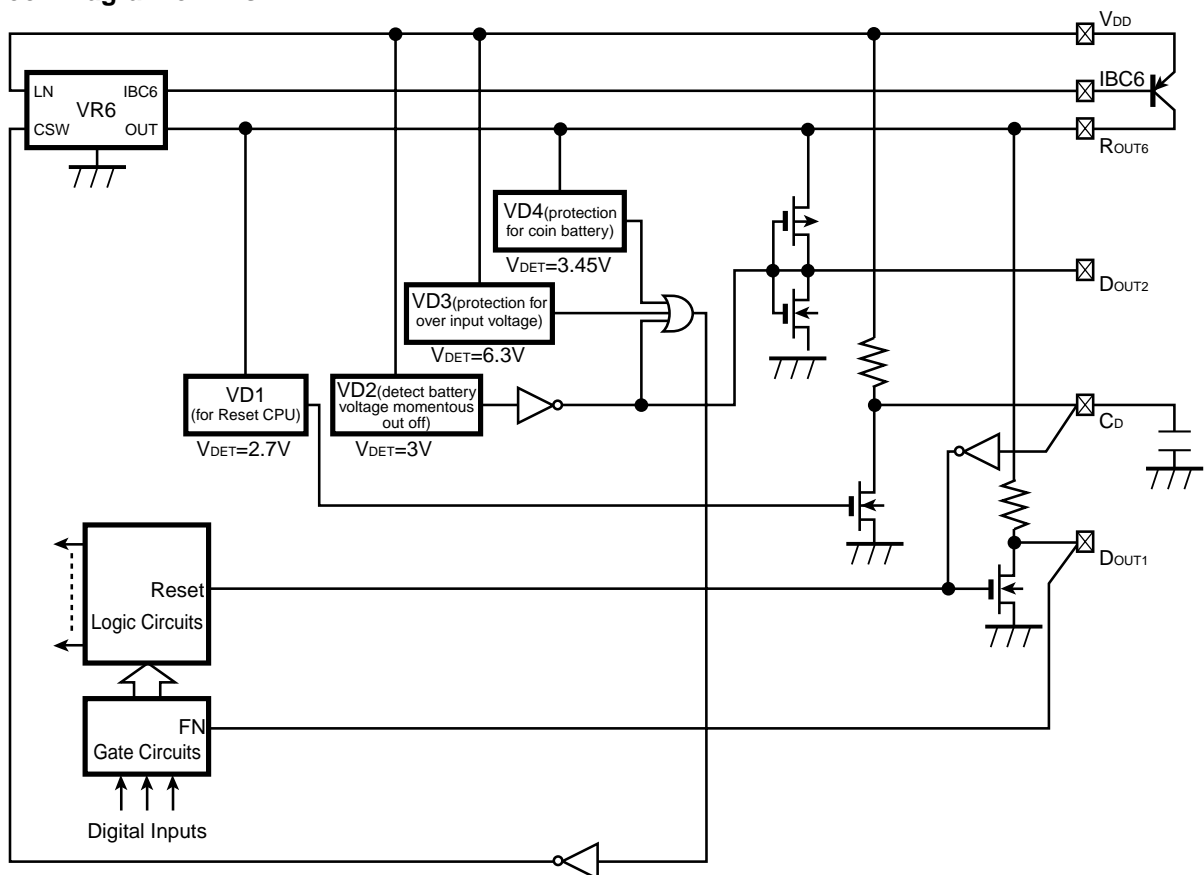 VDD
LN
IBC6
VR6
CSW
OUT
IBC6
ROUT6
VD4(protection
for coin battery)
VDET=3.45V
DOUT2
VD3(protection for
over input voltage)
VDET=6.3V
VD1
(for Reset CPU)
VDET=2.7V
VD2(detect battery
voltage momentous
out off)
VDET=3V
CD
DOUT1
Reset
Logic Circuits
FN
Gate Circuits
Digital Inputs